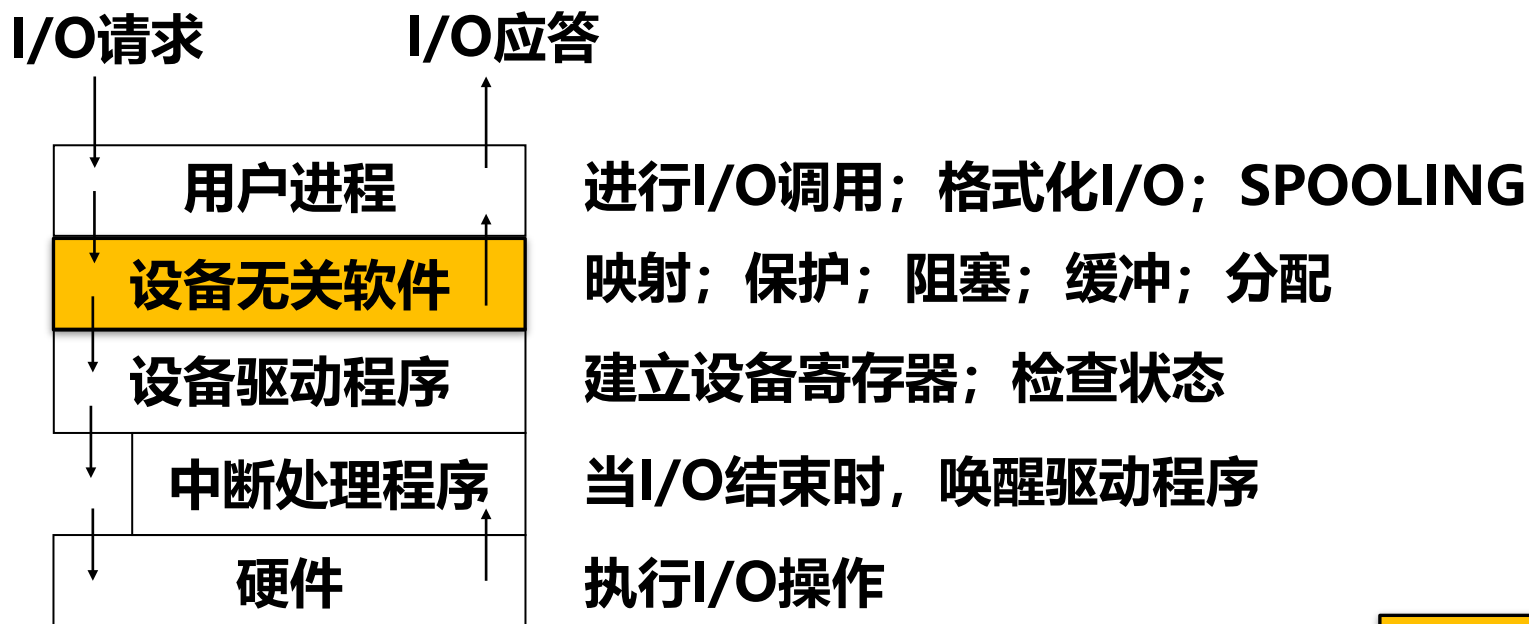 I/O请求 I/O应答
用户进程 进行I/O调用；格式化I/O；SPOOLING
设备无关软件 映射；保护；阻塞；缓冲；分配
设备驱动程序 建立设备寄存器；检查状态
中断处理程序 当I/O结束时，唤醒驱动程序
硬件 执行I/O操作